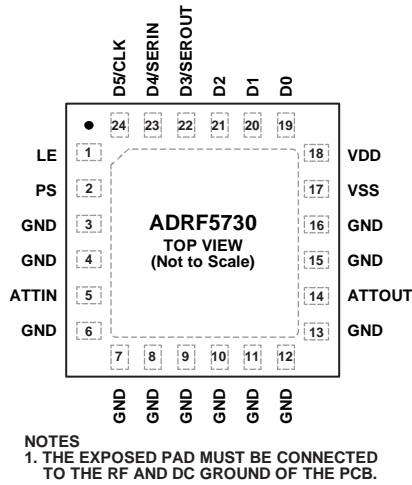 D5/CLK
D4/SERIN
D3/SEROUT
D2
D1
D0
24
23
22
21
20
19
LE 1
18 VDD
PS 2
17 VSS
GND 3
16 GND
GND 4
15 GND
ATTIN 5
14 ATTOUT
GND 6
13 GND
ADRF5730
TOP VIEW
(Not to Scale)
7
8
9
10
11
12
GND
GND
GND
GND
GND
GND
NOTES
1. THE EXPOSED PAD MUST BE CONNECTED
TO THE RF AND DC GROUND OF THE PCB.